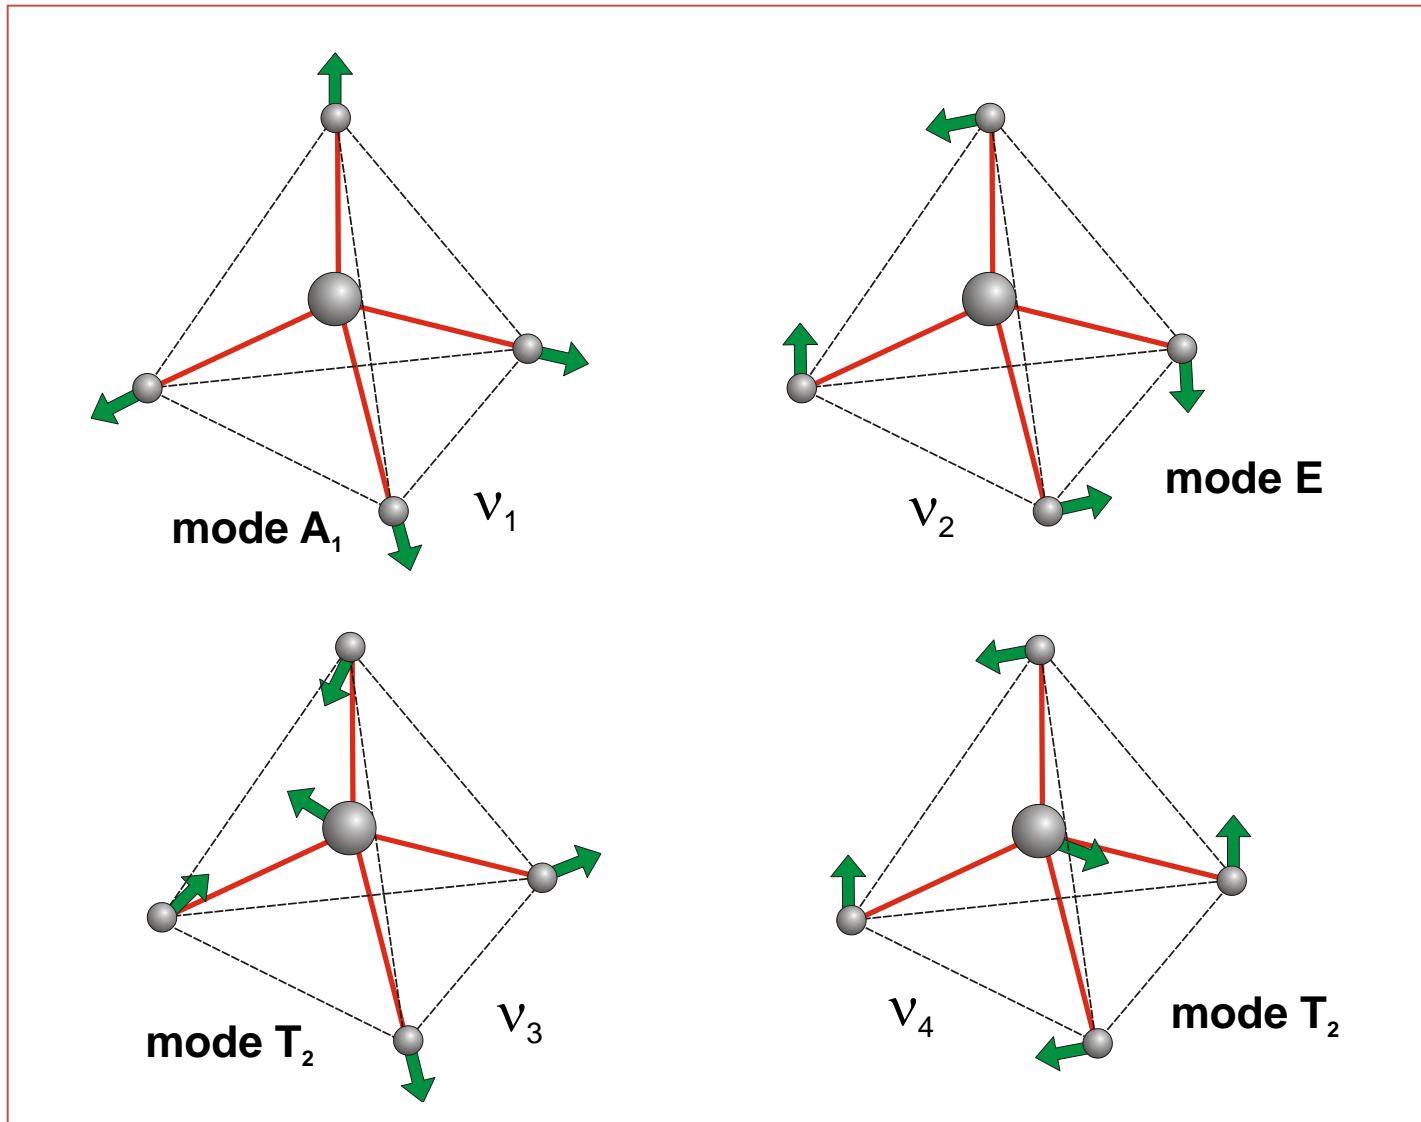 mode A₁
ν₁
ν₂
mode E
mode T₂
ν₃
ν₄
mode T₂